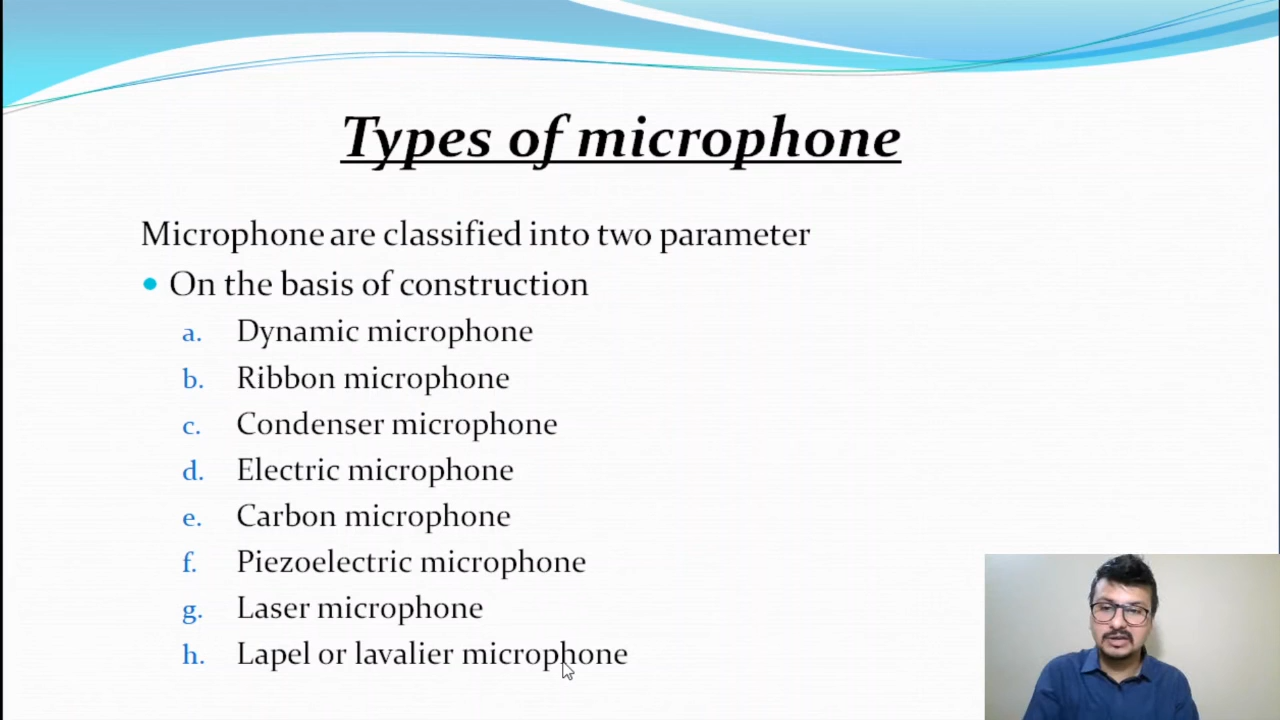 Types of microphone
Microphone are classified into two parameter
On the basis of construction
a. Dynamic microphone
b. Ribbon microphone
c. Condenser microphone
d. Electric microphone
e. Carbon microphone
f. Piezoelectric microphone
g. Laser microphone
h. Lapel or lavalier microphone